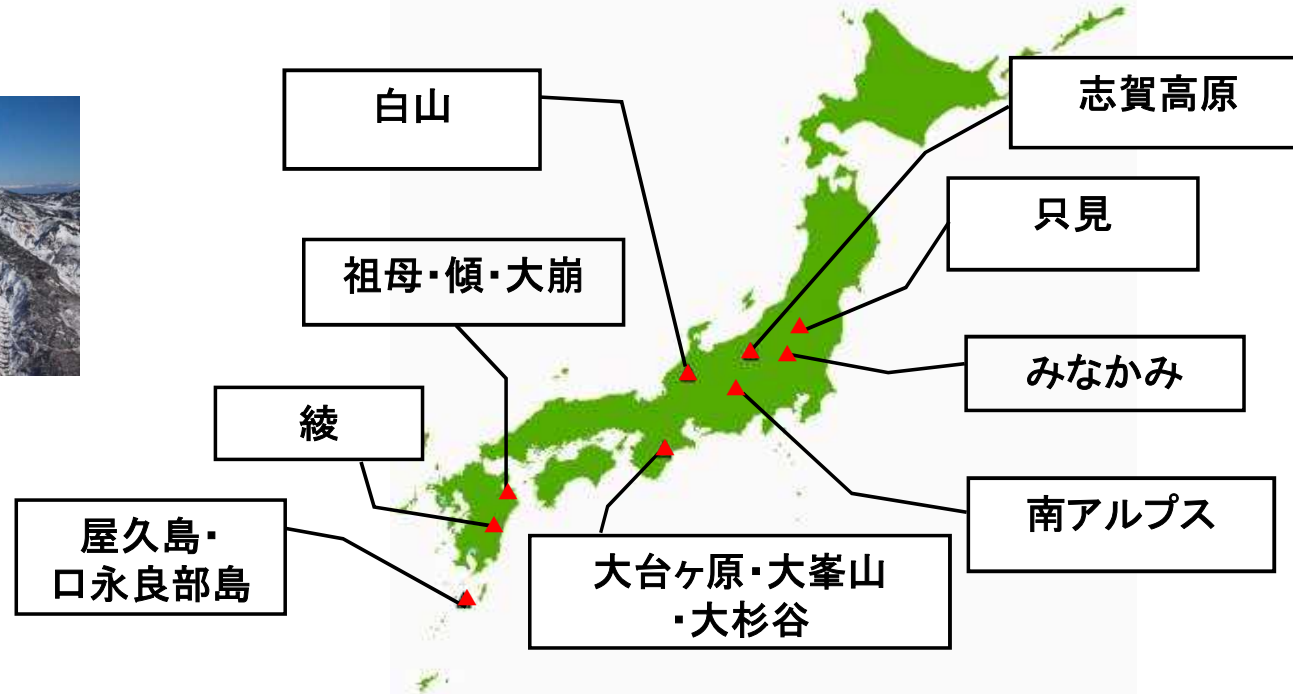 白山
志賀高原
只見
祖母・傾・大崩
みなかみ
綾
南アルプス
屋久島・
口永良部島
大台ヶ原・大峯山
・大杉谷